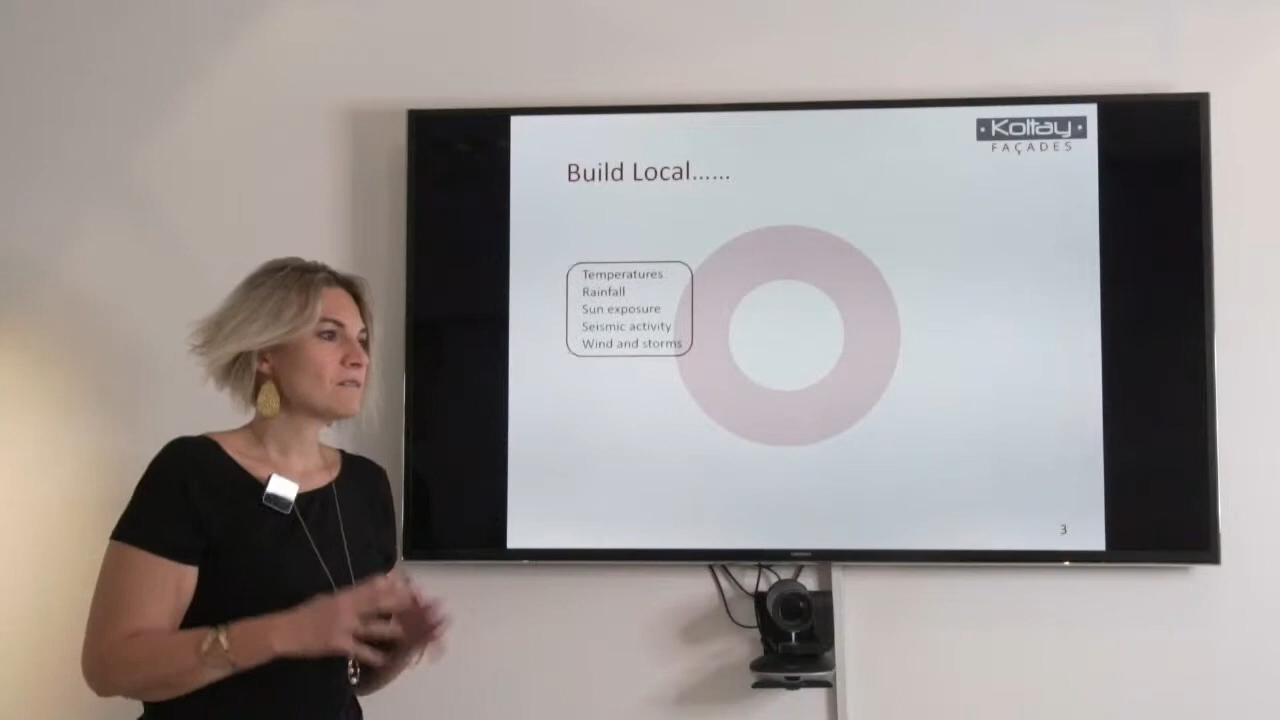 Koltay
FAÇADES
Build Local......
Temperatures
Rainfall
Sun exposure
Seismic activity
Wind and storms
3